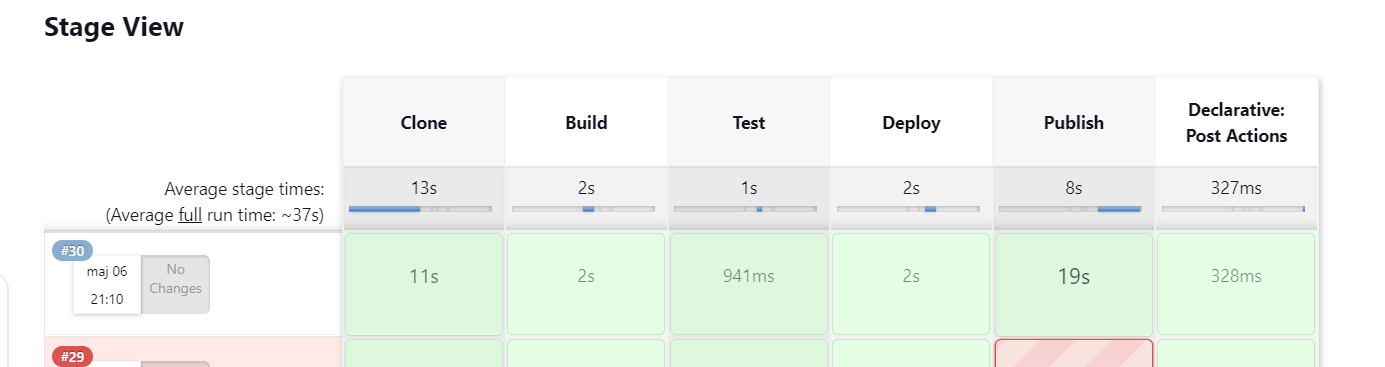 Stage View
Clone
Build
Test
Deploy
Publish
Declarative:
Post Actions
Average stage times:
(Average full run time: ~37s)
13s
2s
1s
2s
8s
327ms
#30
maj 06
21:10
No
Changes
11s
2s
941ms
2s
19s
328ms
#29